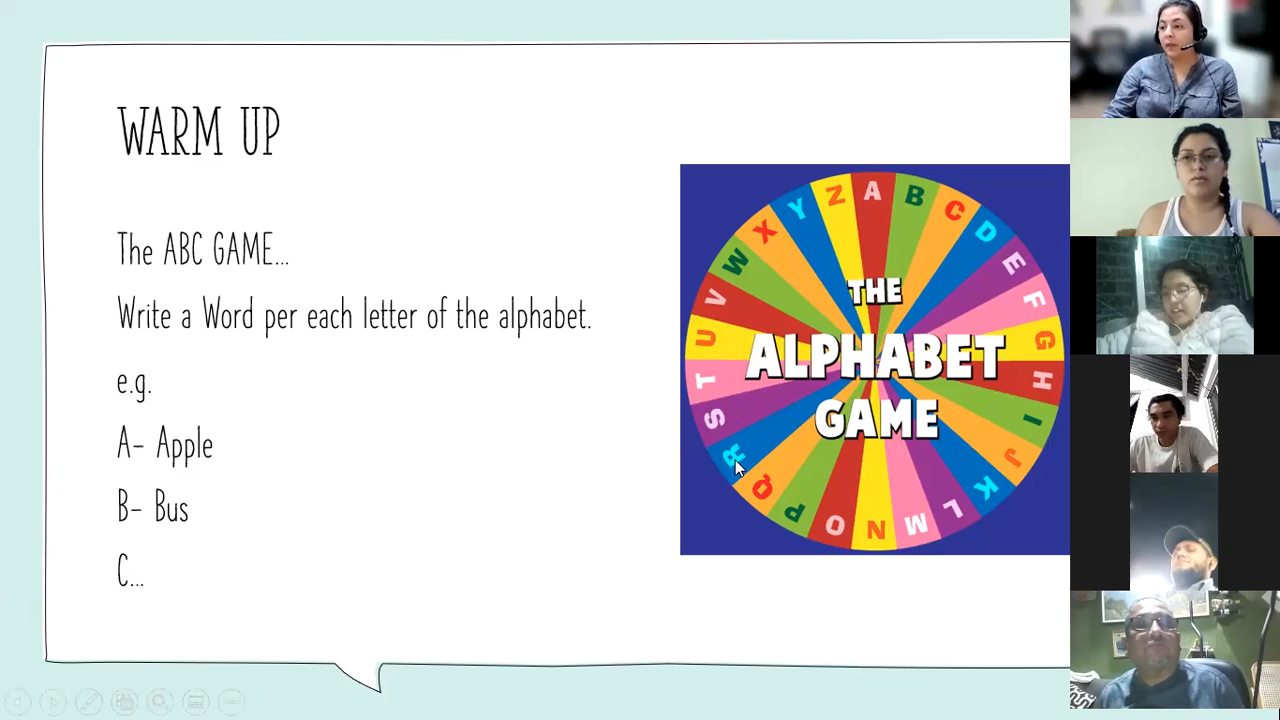 WARM UP
The ABC GAME...
Write a Word per each letter of the alphabet.
e.g.
A- Apple
B- Bus
C...
THE
ALPHABET
GAME
A
B
C
D
E
F
G
H
I
J
K
L
M
N
O
P
Q
R
S
T
U
V
W
X
Y
Z